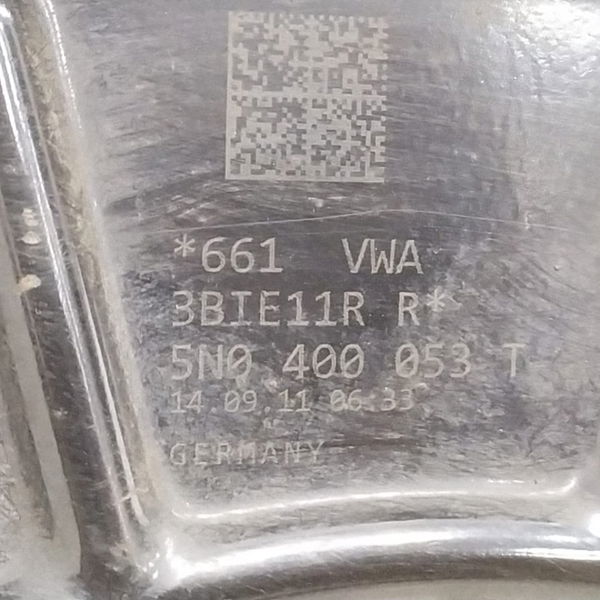 *661 VWA
3BIE11R R*
5N0 400 053 T
14.09.11 06:33
GERMANY